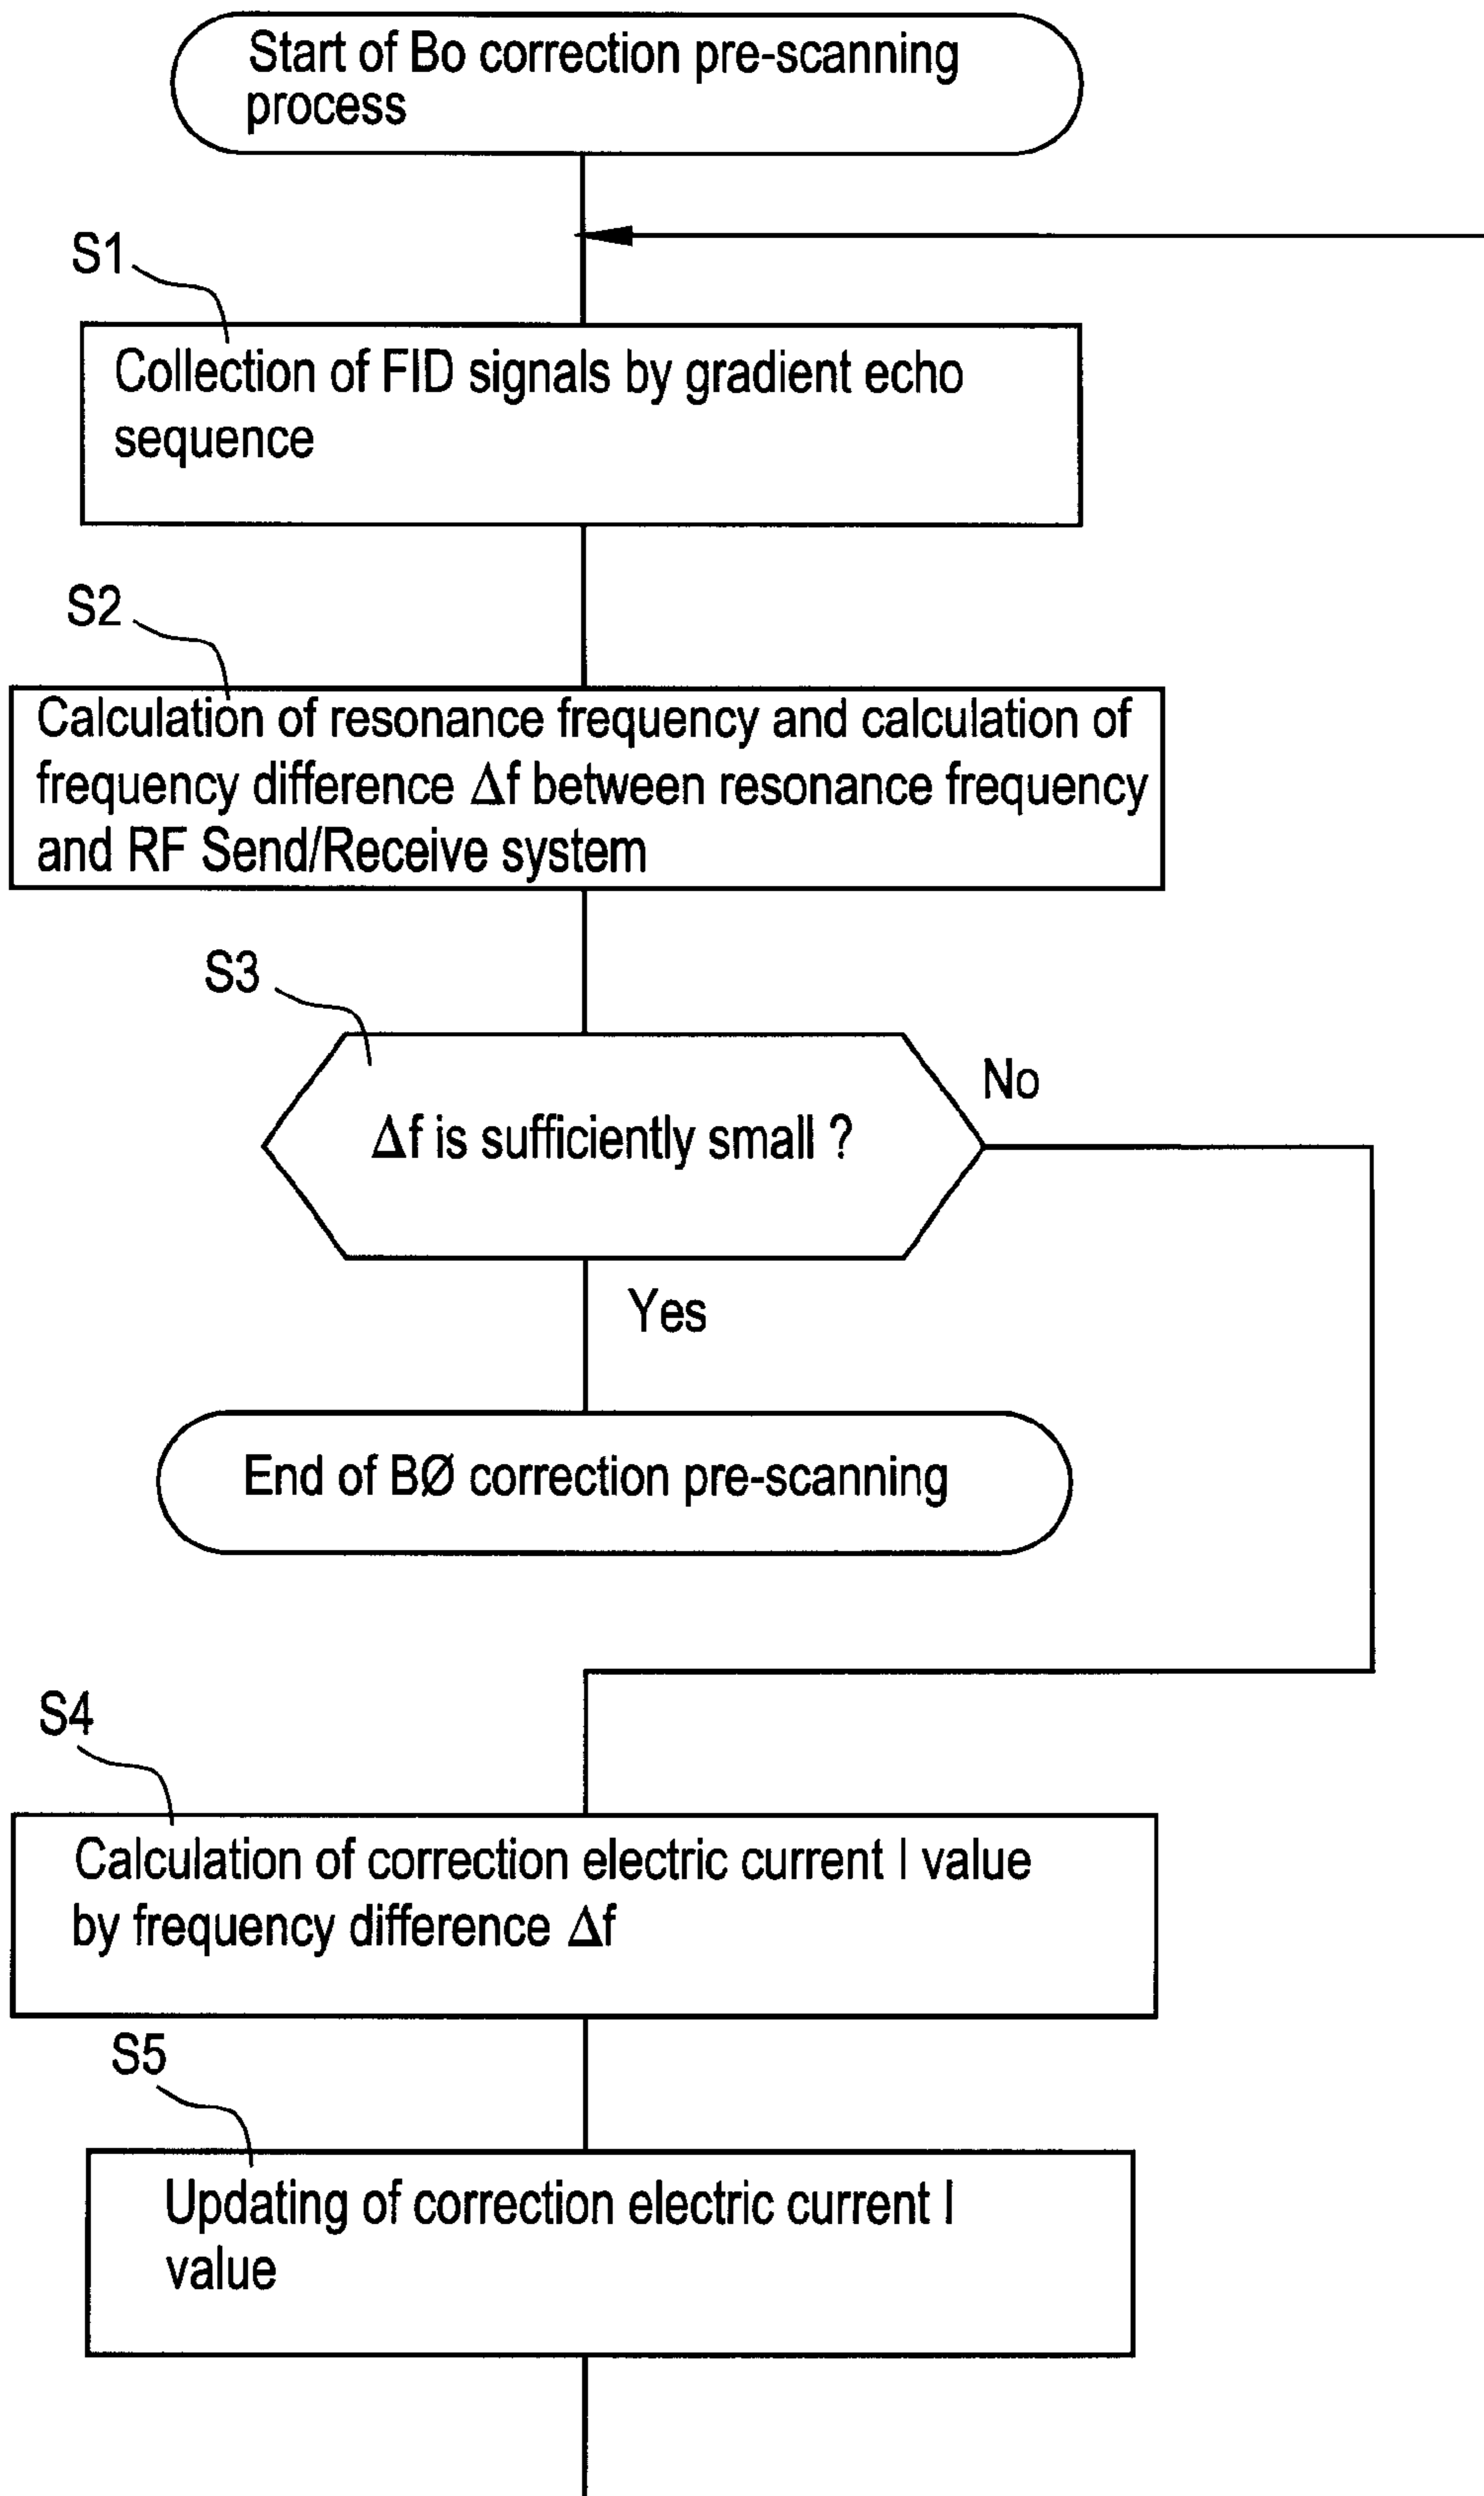 Start of Bo correction pre-scanning
process
S1
Collection of FID signals by gradient echo
sequence
S2
Calculation of resonance frequency and calculation of
frequency difference Δf between resonance frequency
and RF Send/Receive system
S3
Δf is sufficiently small ?
No
Yes
End of BØ correction pre-scanning
S4
Calculation of correction electric current I value
by frequency difference Δf
S5
Updating of correction electric current I
value